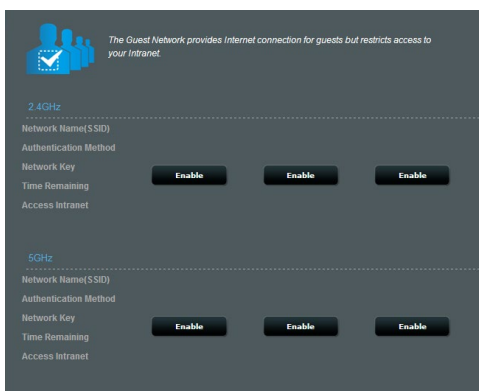 The Guest Network provides Internet connection for guests but restricts access to
your Intranet.
2.4GHz
Network Name(SSID)
Authentication Method
Network Key
Time Remaining
Access Intranet
Enable Enable Enable
5GHz
Network Name(SSID)
Authentication Method
Network Key
Time Remaining
Access Intranet
Enable Enable Enable